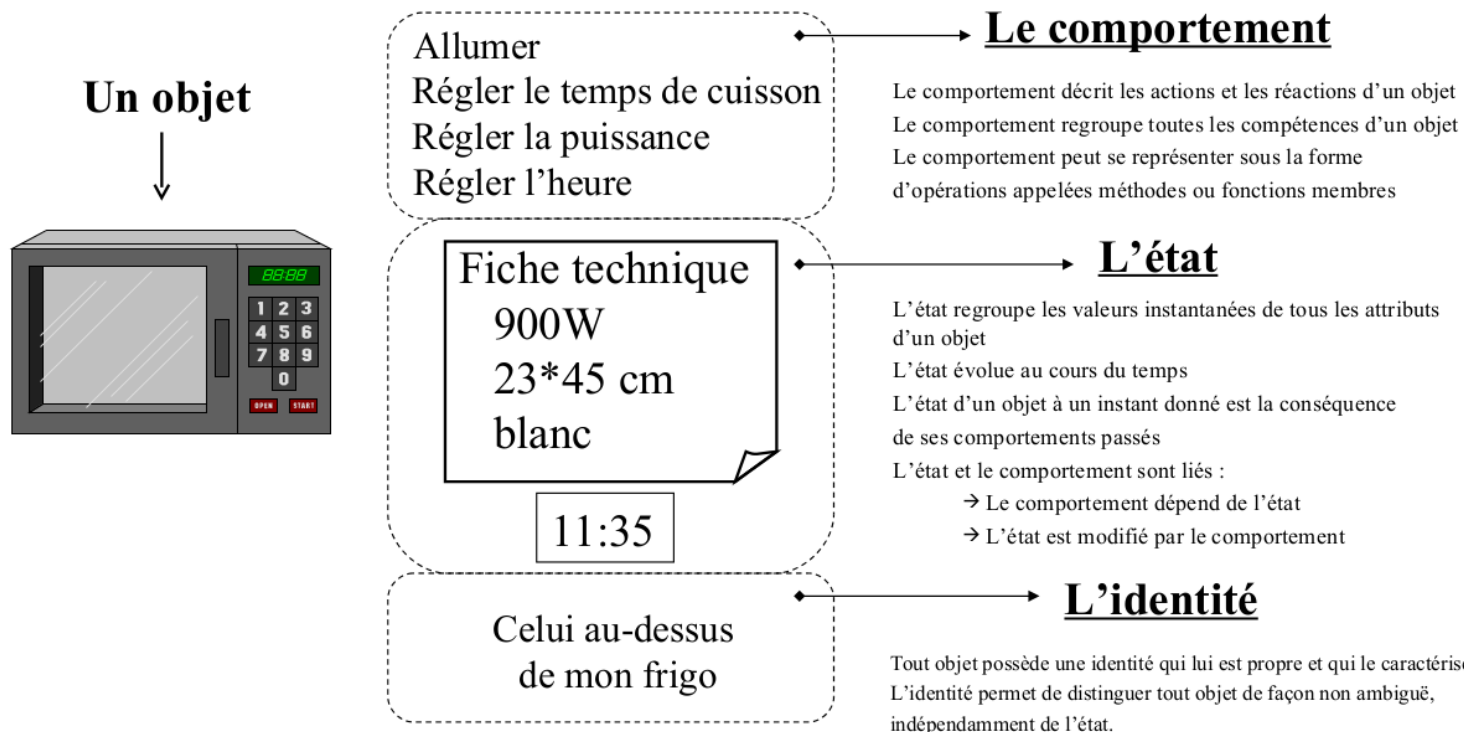 Un objet
88:88
1 2 3
4 5 6
7 8 9
0
OPEN START
Allumer
Régler le temps de cuisson
Régler la puissance
Régler l’heure
Fiche technique
900W
23*45 cm
blanc
11:35
Celui au-dessus
de mon frigo
Le comportement
Le comportement décrit les actions et les réactions d’un objet
Le comportement regroupe toutes les compétences d’un objet
Le comportement peut se représenter sous la forme
d’opérations appelées méthodes ou fonctions membres
L’état
L’état regroupe les valeurs instantanées de tous les attributs
d’un objet
L’état évolue au cours du temps
L’état d’un objet à un instant donné est la conséquence
de ses comportements passés
L’état et le comportement sont liés :
→ Le comportement dépend de l’état
→ L’état est modifié par le comportement
L’identité
Tout objet possède une identité qui lui est propre et qui le caractérise
L’identité permet de distinguer tout objet de façon non ambiguë,
indépendamment de l’état.